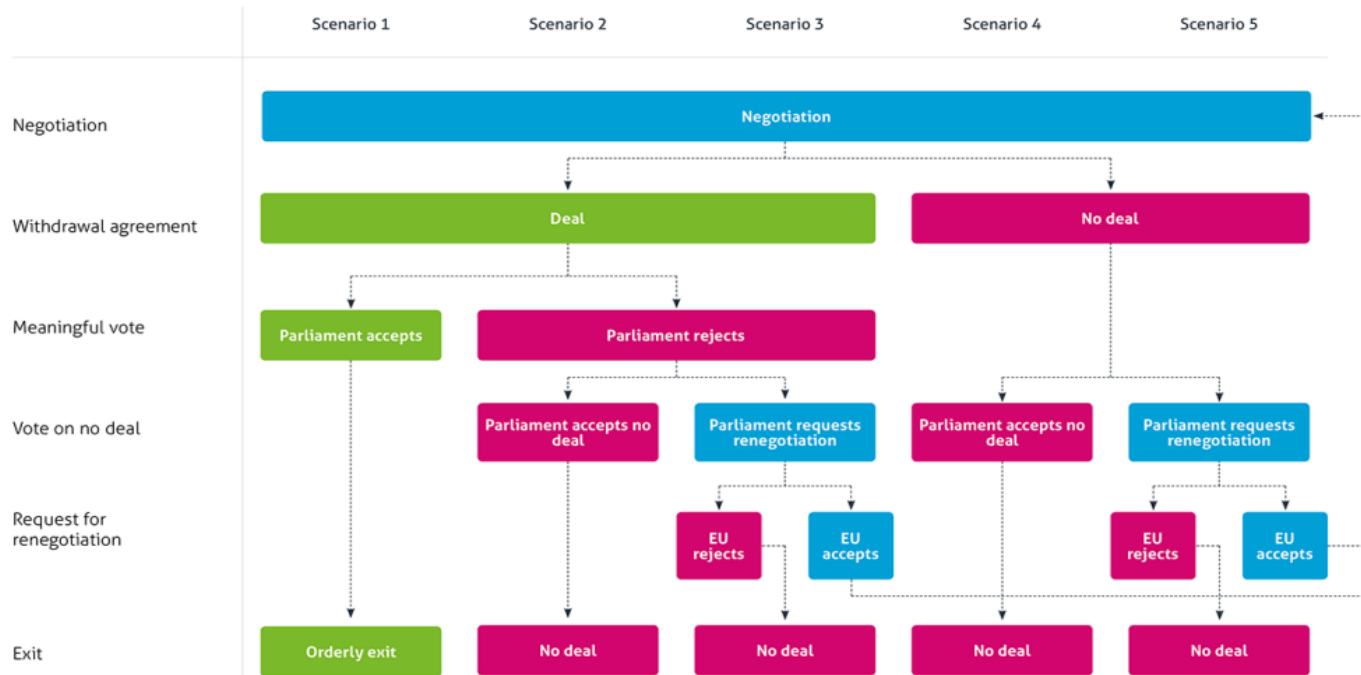 Scenario 1
Scenario 2
Scenario 3
Scenario 4
Scenario 5
Negotiation
Negotiation
Withdrawal agreement
Deal
No deal
Meaningful vote
Parliament accepts
Parliament rejects
Vote on no deal
Parliament accepts no
deal
Parliament requests
renegotiation
Parliament accepts no
deal
Parliament requests
renegotiation
Request for
renegotiation
EU
rejects
EU
accepts
EU
rejects
EU
accepts
Exit
Orderly exit
No deal
No deal
No deal
No deal